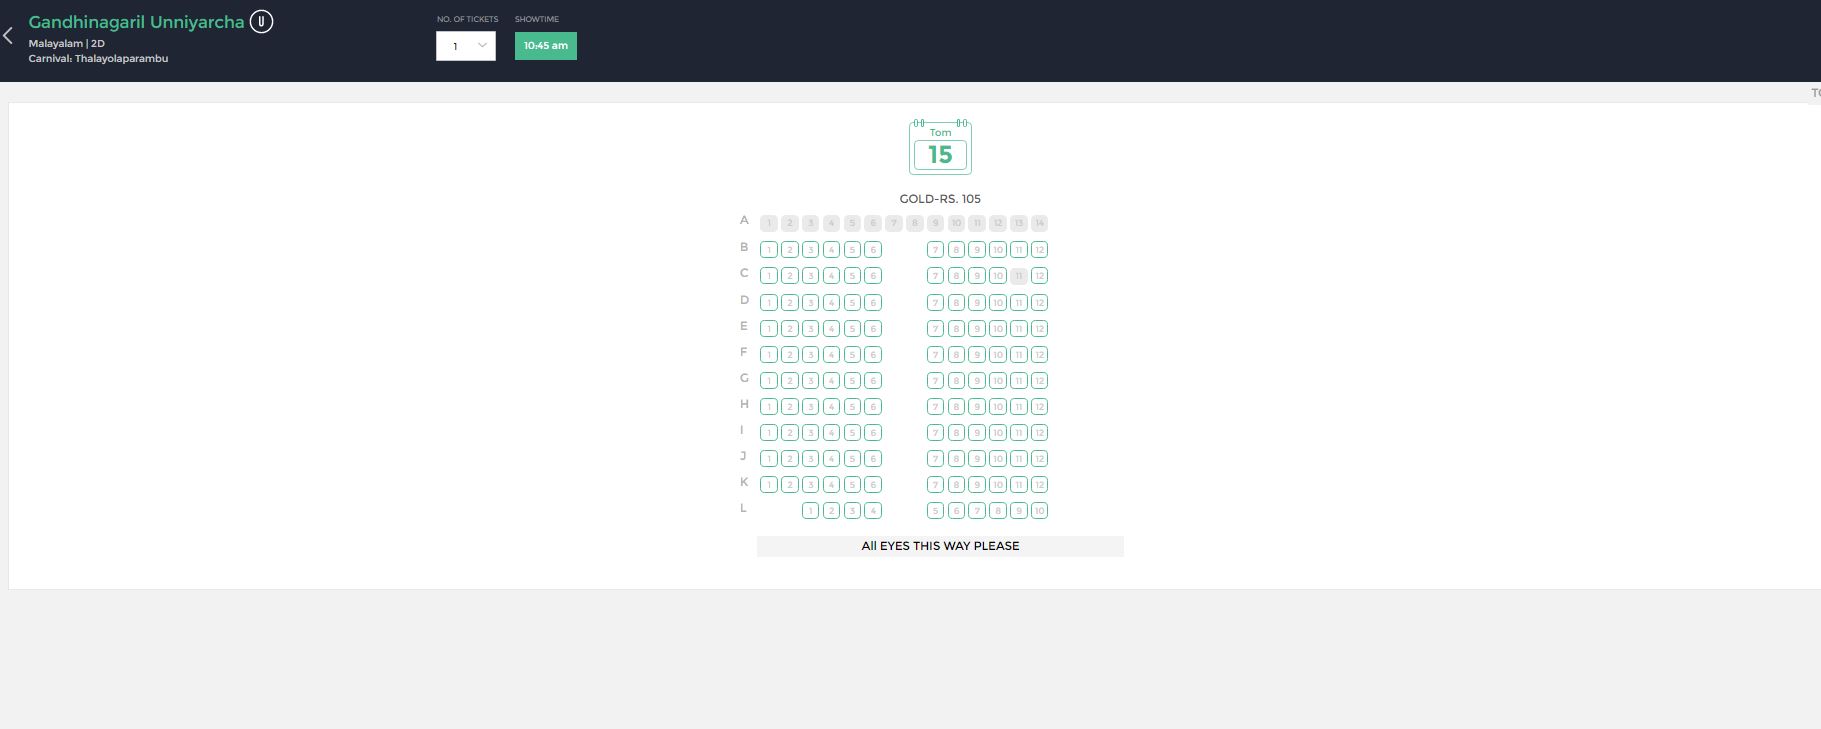 Gandhinagaril Unniyarcha U
Malayalam | 2D
Carnival: Thalayolaparambu
NO. OF TICKETS
1
SHOWTIME
10:45 am
Tom
15
GOLD-RS. 105
A 1 2 3 4 5 6 7 8 9 10 11 12 13 14
B 1 2 3 4 5 6 7 8 9 10 11 12
C 1 2 3 4 5 6 7 8 9 10 11 12
D 1 2 3 4 5 6 7 8 9 10 11 12
E 1 2 3 4 5 6 7 8 9 10 11 12
F 1 2 3 4 5 6 7 8 9 10 11 12
G 1 2 3 4 5 6 7 8 9 10 11 12
H 1 2 3 4 5 6 7 8 9 10 11 12
I 1 2 3 4 5 6 7 8 9 10 11 12
J 1 2 3 4 5 6 7 8 9 10 11 12
K 1 2 3 4 5 6 7 8 9 10 11 12
L 1 2 3 4 5 6 7 8 9 10
All EYES THIS WAY PLEASE